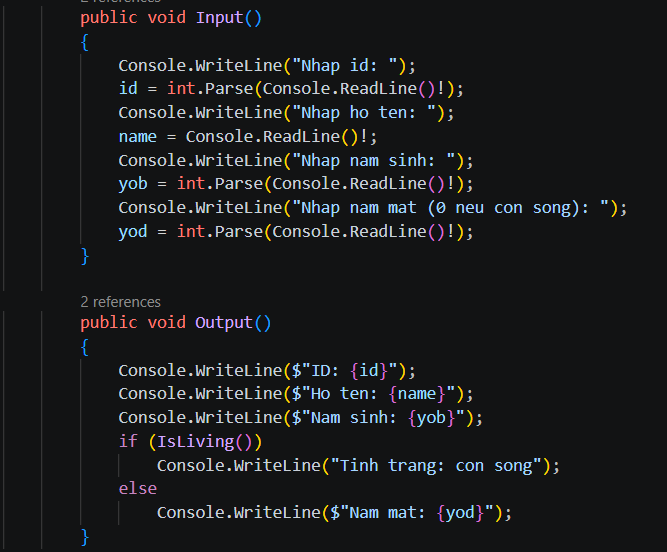 2 references
public void Input()
{
Console.WriteLine("Nhap id: ");
id = int.Parse(Console.ReadLine()!);
Console.WriteLine("Nhap ho ten: ");
name = Console.ReadLine()!;
Console.WriteLine("Nhap nam sinh: ");
yob = int.Parse(Console.ReadLine()!);
Console.WriteLine("Nhap nam mat (0 neu con song): ");
yod = int.Parse(Console.ReadLine()!);
}
2 references
public void Output()
{
Console.WriteLine($"ID: {id}");
Console.WriteLine($"Ho ten: {name}");
Console.WriteLine($"Nam sinh: {yob}");
if (IsLiving())
Console.WriteLine("Tinh trang: con song");
else
Console.WriteLine($"Nam mat: {yod}");
}